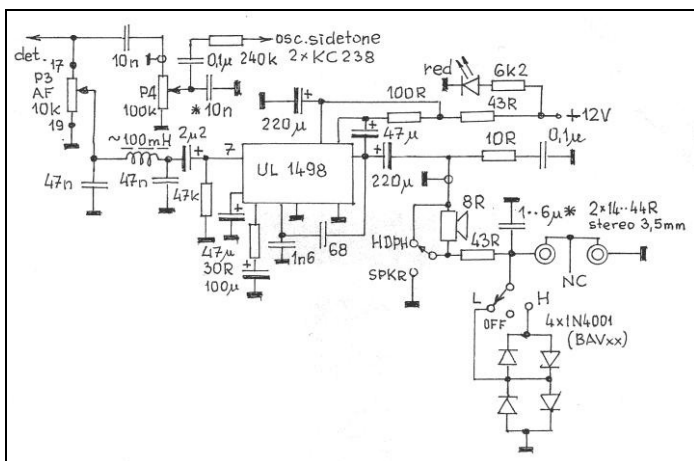 osc.sidetone
2×KC238
det.
10n
17
P3
AF
10k
19
0,1µ
240k
P4
100k
* 10n
red
6k2
100R
43R
+12V
220µ
47µ
~100mH
2µ2
7
UL 1498
220µ
10R
0,1µ
47n
47n
47k
47µ
30R
100µ
1n6
68
8R
HDPH
43R
SPKR
1..6µ*
2×14..44R
stereo 3,5mm
NC
L
H
OFF
4×1N4001
(BAVxx)